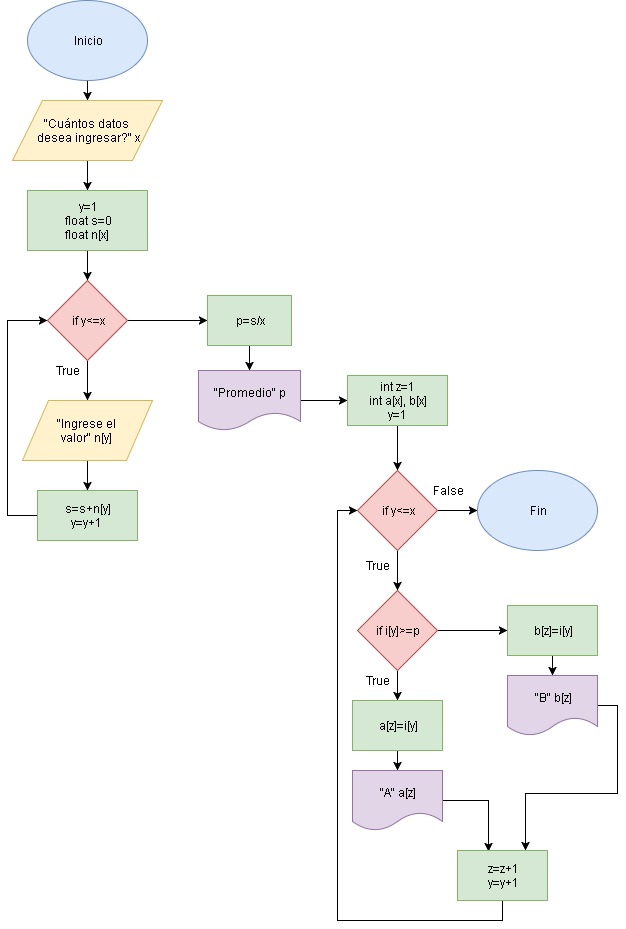 Inicio
"Cuántos datos
desea ingresar?" x
y=1
float s=0
float n[x]
if y<=x
True
"Ingrese el
valor" n[y]
s=s+n[y]
y=y+1
p=s/x
"Promedio" p
int z=1
int a[x], b[x]
y=1
if y<=x
False
Fin
True
if i[y]>=p
b[z]=i[y]
"B" b[z]
True
a[z]=i[y]
"A" a[z]
z=z+1
y=y+1